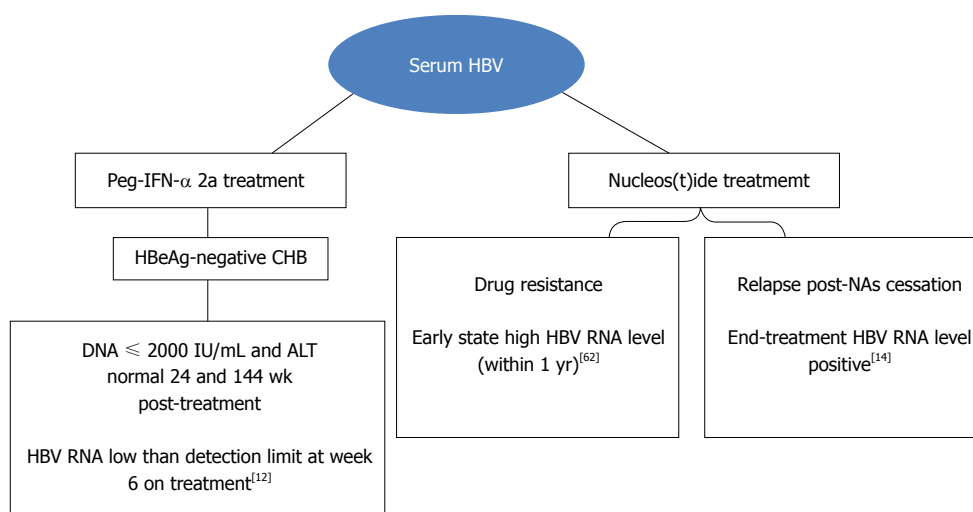 Serum HBV
Peg-IFN-α 2a treatment
Nucleos(t)ide treatmemt
HBeAg-negative CHB
DNA ⩽ 2000 IU/mL and ALT
normal 24 and 144 wk
post-treatment
HBV RNA low than detection limit at week
6 on treatment[12]
Drug resistance
Early state high HBV RNA level
(within 1 yr)[62]
Relapse post-NAs cessation
End-treatment HBV RNA level
positive[14]